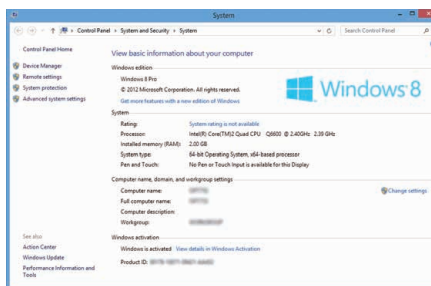 System
Control Panel System and Security System
Search Control Panel
Control Panel Home
Device Manager
Remote settings
System protection
Advanced system settings
View basic information about your computer
Windows edition
Windows 8 Pro
© 2012 Microsoft Corporation. All rights reserved.
Get more features with a new edition of Windows
Windows 8
System
Rating: System rating is not available
Processor: Intel(R) Core(TM)2 Quad CPU Q6600 @ 2.40GHz 2.39 GHz
Installed memory (RAM): 2.00 GB
System type: 64-bit Operating System, x64-based processor
Pen and Touch: No Pen or Touch Input is available for this Display
Computer name, domain, and workgroup settings
Computer name:
Change settings
Full computer name:
Computer description:
Workgroup:
Windows activation
Windows is activated View details in Windows Activation
Product ID:
See also
Action Center
Windows Update
Performance Information and
Tools